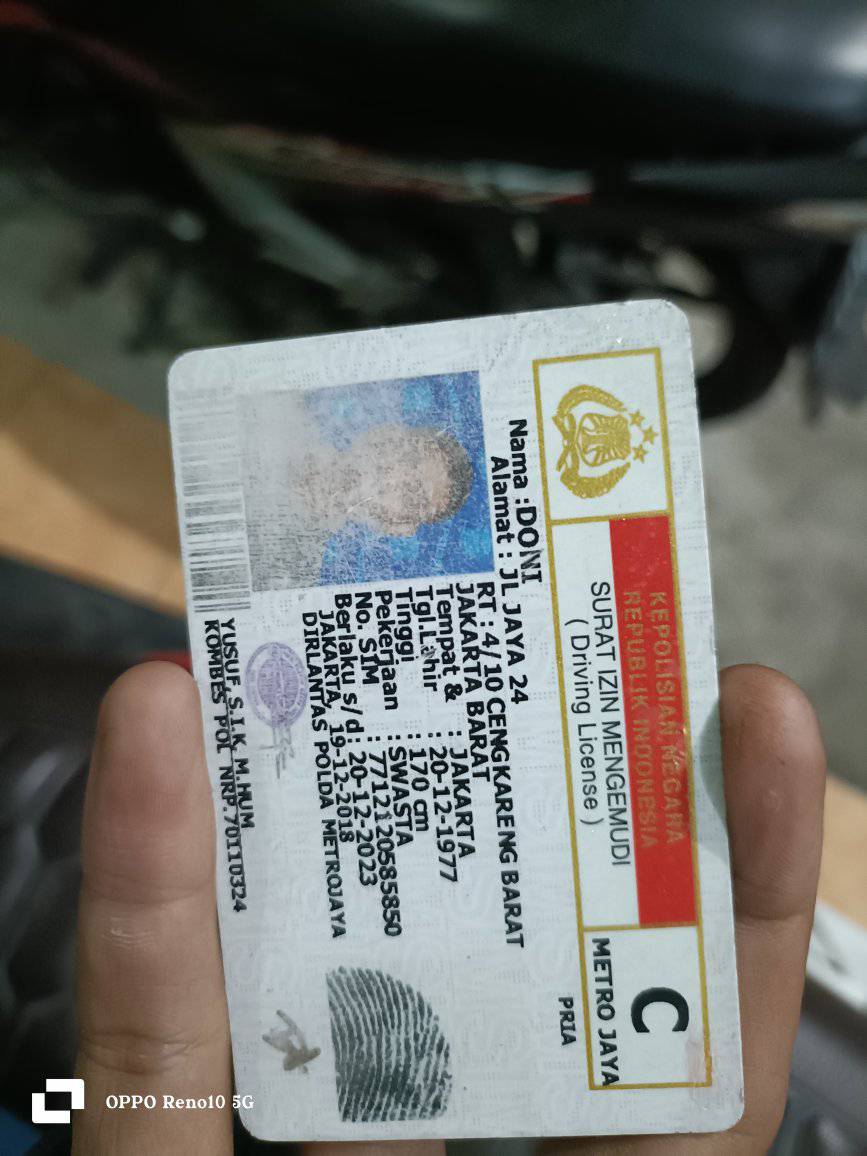 KEPOLISIAN NEGARA
REPUBLIK INDONESIA
SURAT IZIN MENGEMUDI
( Driving License )
C
METRO JAYA
PRIA
Nama : DONI
Alamat : JL JAYA 24
RT : 4/10 CENGKARENG BARAT
JAKARTA BARAT
Tempat & : JAKARTA
Tgl.Lahir : 20-12-1977
Tinggi : 170 cm
Pekerjaan : SWASTA
No. SIM : 7712120585850
Berlaku s/d : 20-12-2023
JAKARTA, 19-12-2018
DIRLANTAS POLDA METROJAYA
YUSUF, S.I.K, M.HUM
KOMBES POL NRP.70110324
OPPO Reno10 5G